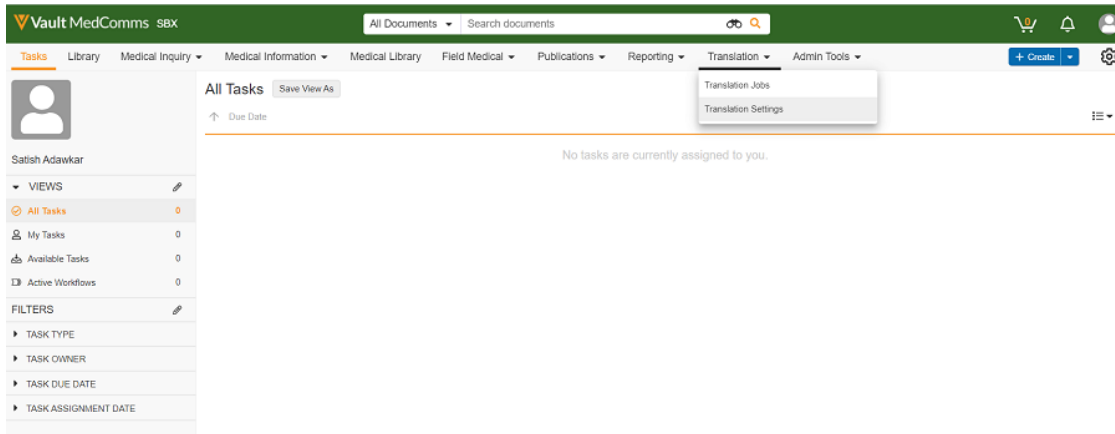 Vault MedComms SBX
All Documents Search documents 0
Tasks Library Medical Inquiry Medical Information Medical Library Field Medical Publications Reporting Translation Admin Tools + Create
Translation Jobs
Translation Settings
All Tasks Save View As
Due Date
No tasks are currently assigned to you.
Satish Adawkar
VIEWS
All Tasks 0
My Tasks 0
Available Tasks 0
Active Workflows 0
FILTERS
TASK TYPE
TASK OWNER
TASK DUE DATE
TASK ASSIGNMENT DATE